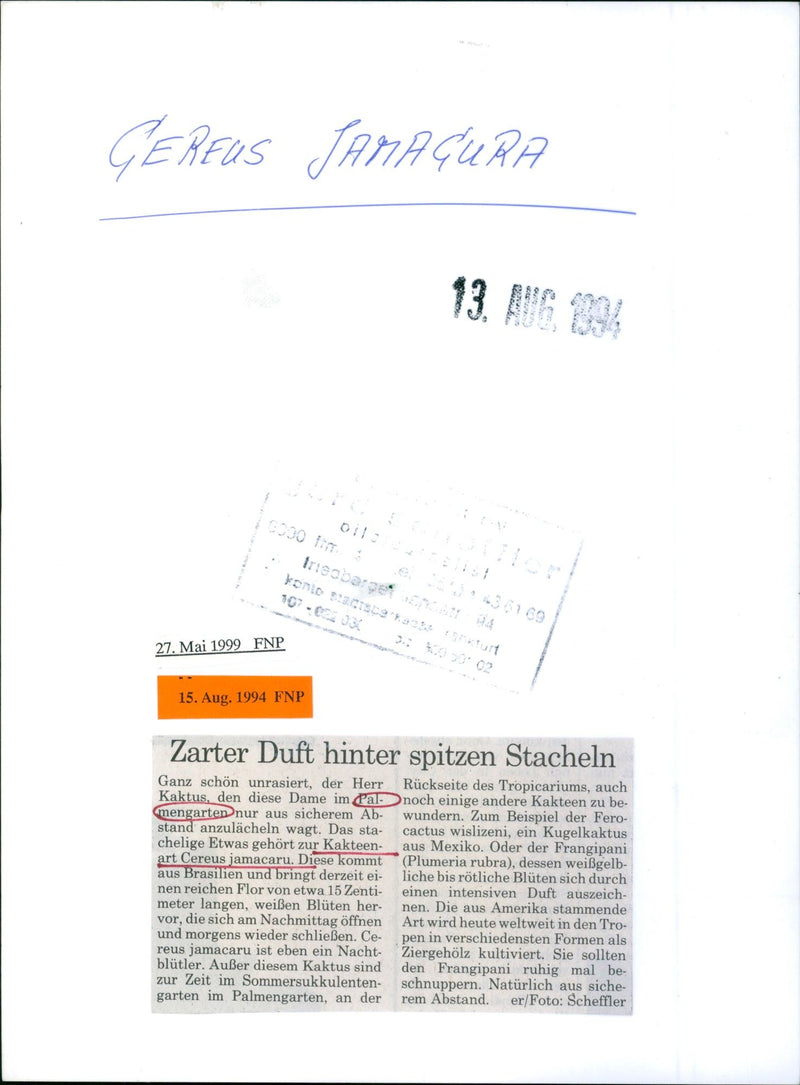 CEREUS JAMACURA
13. AUG. 1994
43 61 69
27. Mai 1999 FNP
15. Aug. 1994 FNP
Zarter Duft hinter spitzen Stacheln
Ganz schön unrasiert, der Herr
Kaktus, den diese Dame im Pal-
mengarten nur aus sicherem Ab-
stand anzulächeln wagt. Das sta-
chelige Etwas gehört zur Kakteen-
art Cereus jamacaru. Diese kommt
aus Brasilien und bringt derzeit ei-
nen reichen Flor von etwa 15 Zenti-
meter langen, weißen Blüten her-
vor, die sich am Nachmittag öffnen
und morgens wieder schließen. Ce-
reus jamacaru ist eben ein Nacht-
blütler. Außer diesem Kaktus sind
zur Zeit im Sommersukkulenten-
garten im Palmengarten, an der
Rückseite des Tropicariums, auch
noch einige andere Kakteen zu be-
wundern. Zum Beispiel der Fero-
cactus wislizeni, ein Kugelkaktus
aus Mexiko. Oder der Frangipani
(Plumeria rubra), dessen weißgelb-
liche bis rötliche Blüten sich durch
einen intensiven Duft auszeich-
nen. Die aus Amerika stammende
Art wird heute weltweit in den Tro-
pen in verschiedensten Formen als
Ziergehölz kultiviert. Sie sollten
den Frangipani ruhig mal be-
schnuppern. Natürlich aus siche-
rem Abstand. er/Foto: Scheffler